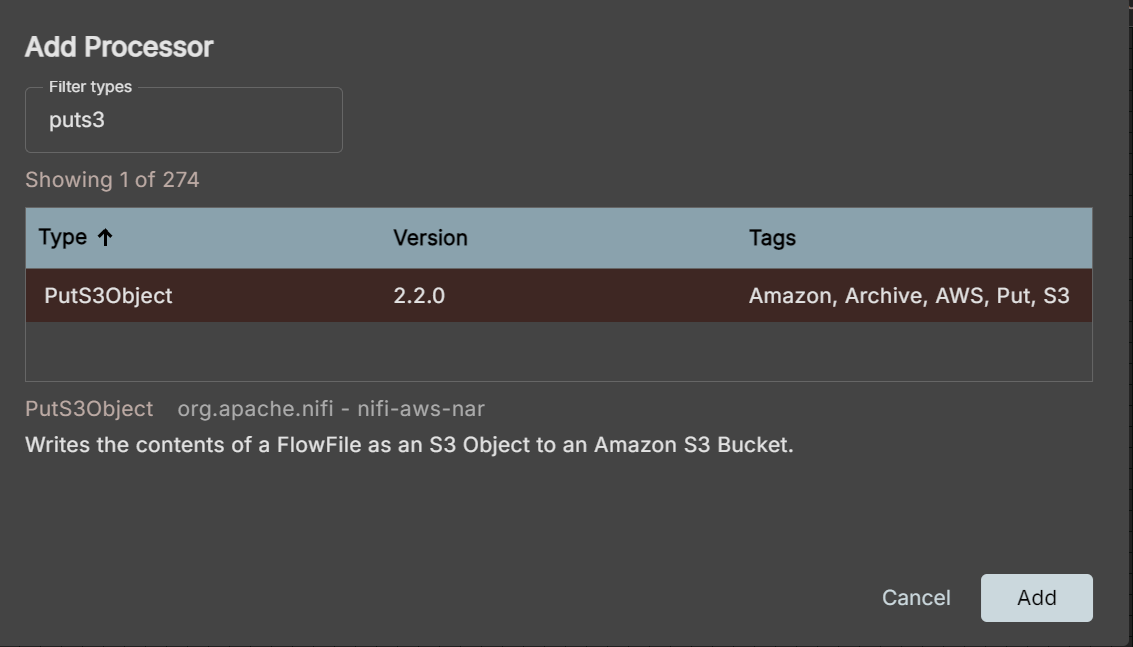 Add Processor
Filter types
puts3
Showing 1 of 274
Type ↑ Version Tags
PutS3Object 2.2.0 Amazon, Archive, AWS, Put, S3
PutS3Object org.apache.nifi - nifi-aws-nar
Writes the contents of a FlowFile as an S3 Object to an Amazon S3 Bucket.
Cancel Add